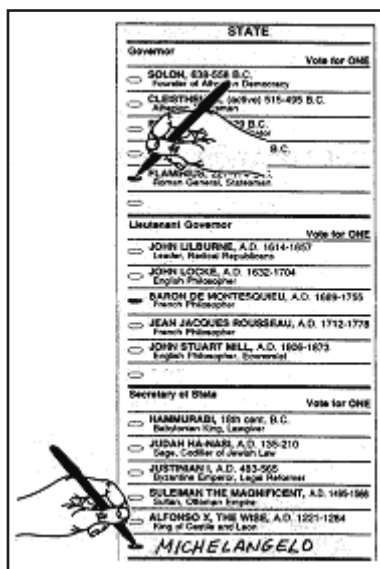 STATE
Governor
Vote for ONE
SOLON, 638-558 B.C.
Founder of Athenian Democracy
CLEISTHENES, (active) 515-495 B.C.
Athenian
B.C.
FLAMINIUS,
Roman General, Statesman
Lieutenant Governor
Vote for ONE
JOHN LILBURNE, A.D. 1614-1657
Leader, Radical Republicans
JOHN LOCKE, A.D. 1632-1704
English Philosopher
BARON DE MONTESQUIEU, A.D. 1689-1755
French Philosopher
JEAN JACQUES ROUSSEAU, A.D. 1712-1778
French Philosopher
JOHN STUART MILL, A.D. 1806-1873
English Philosopher, Economist
Secretary of State
Vote for ONE
HAMMURABI, 18th cent. B.C.
Babylonian King, Lawgiver
JUDAH HA-NASI, A.D. 135-210
Sage, Codifier of Jewish Law
JUSTINIAN I, A.D. 483-565
Byzantine Emperor, Legal Reformer
SULEIMAN THE MAGNIFICENT, A.D. 1495-1566
Sultan, Ottoman Empire
ALFONSO X, THE WISE, A.D. 1221-1284
King of Castile and Leon
MICHELANGELO